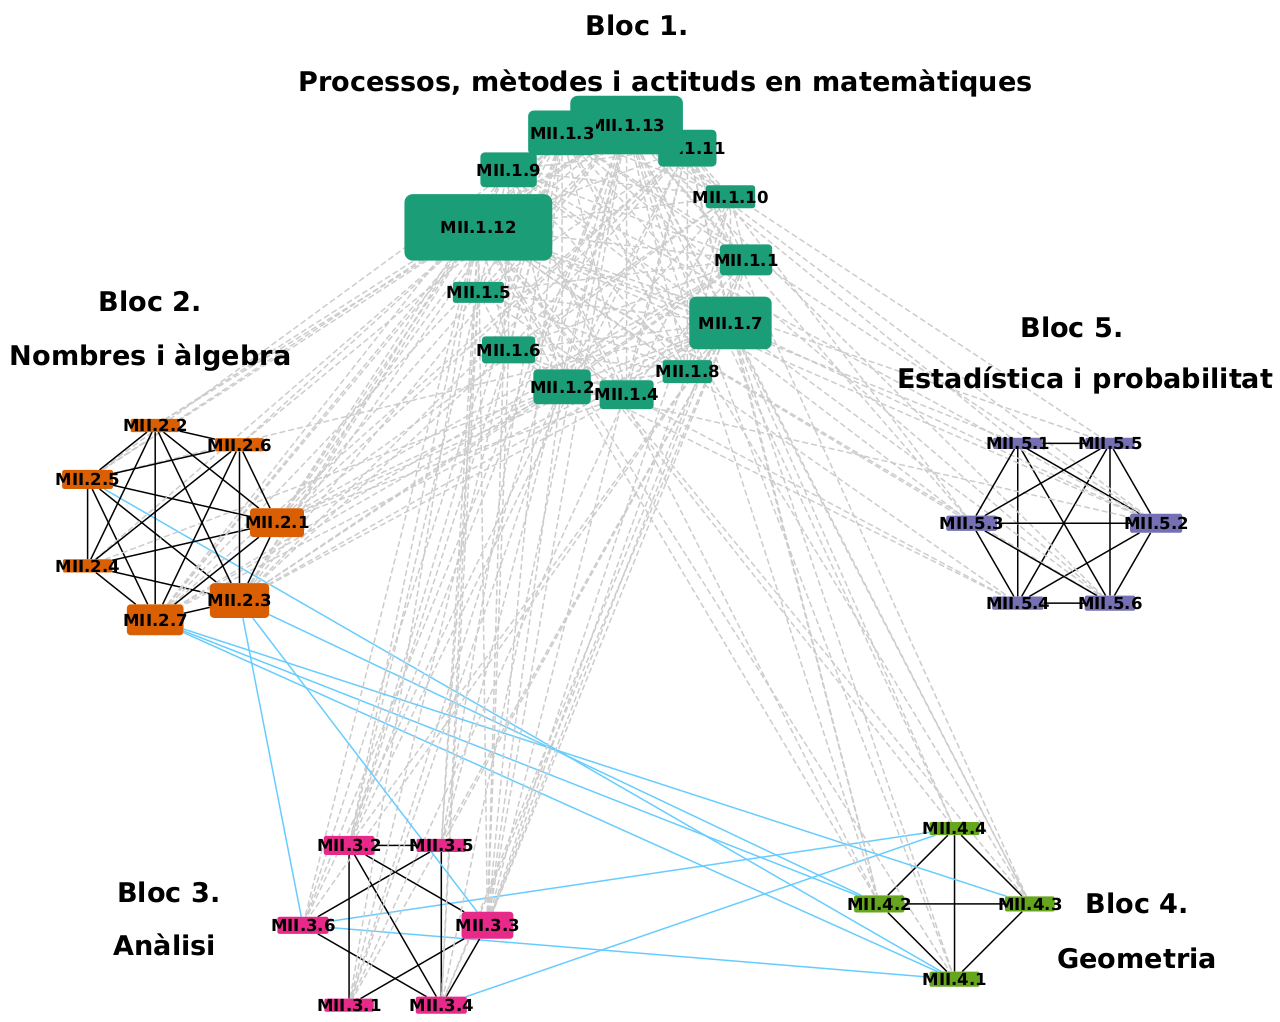 Bloc 1.
Processos, mètodes i actituds en matemàtiques
MII.1.13
MII.1.3
.1.11
MII.1.9
MII.1.10
MII.1.12
MII.1.1
MII.1.5
MII.1.7
MII.1.6
MII.1.8
MII.1.2
MII.1.4
Bloc 2.
Nombres i àlgebra
MII.2.2
MII.2.6
MII.2.5
MII.2.1
MII.2.4
MII.2.3
MII.2.7
Bloc 5.
Estadística i probabilitat
MII.5.1
MII.5.5
MII.5.3
MII.5.2
MII.5.4
MII.5.6
Bloc 3.
Anàlisi
MII.3.2
MII.3.5
MII.3.6
MII.3.3
MII.3.1
MII.3.4
MII.4.4
MII.4.2
MII.4.3
MII.4.1
Bloc 4.
Geometria